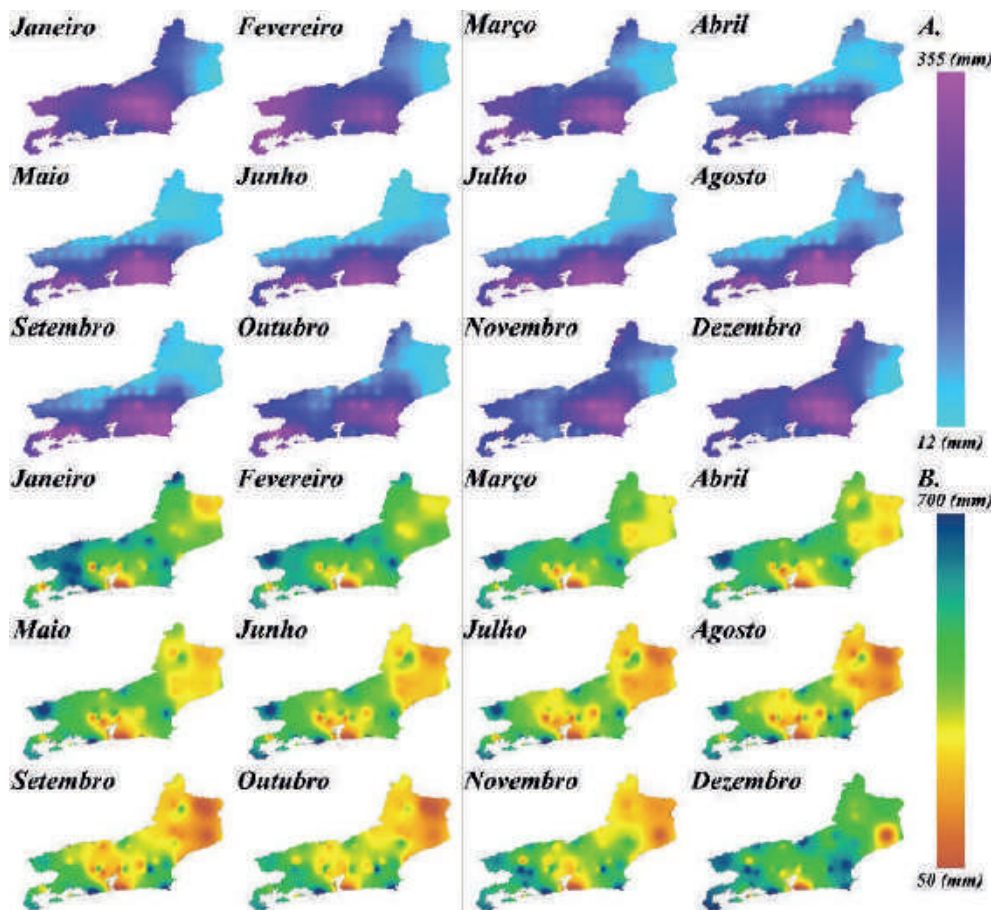 Janeiro Fevereiro Março Abril A.
355 (mm)
Maio Junho Julho Agosto
Setembro Outubro Novembro Dezembro
12 (mm)
Janeiro Fevereiro Março Abril B.
700 (mm)
Maio Junho Julho Agosto
Setembro Outubro Novembro Dezembro
50 (mm)